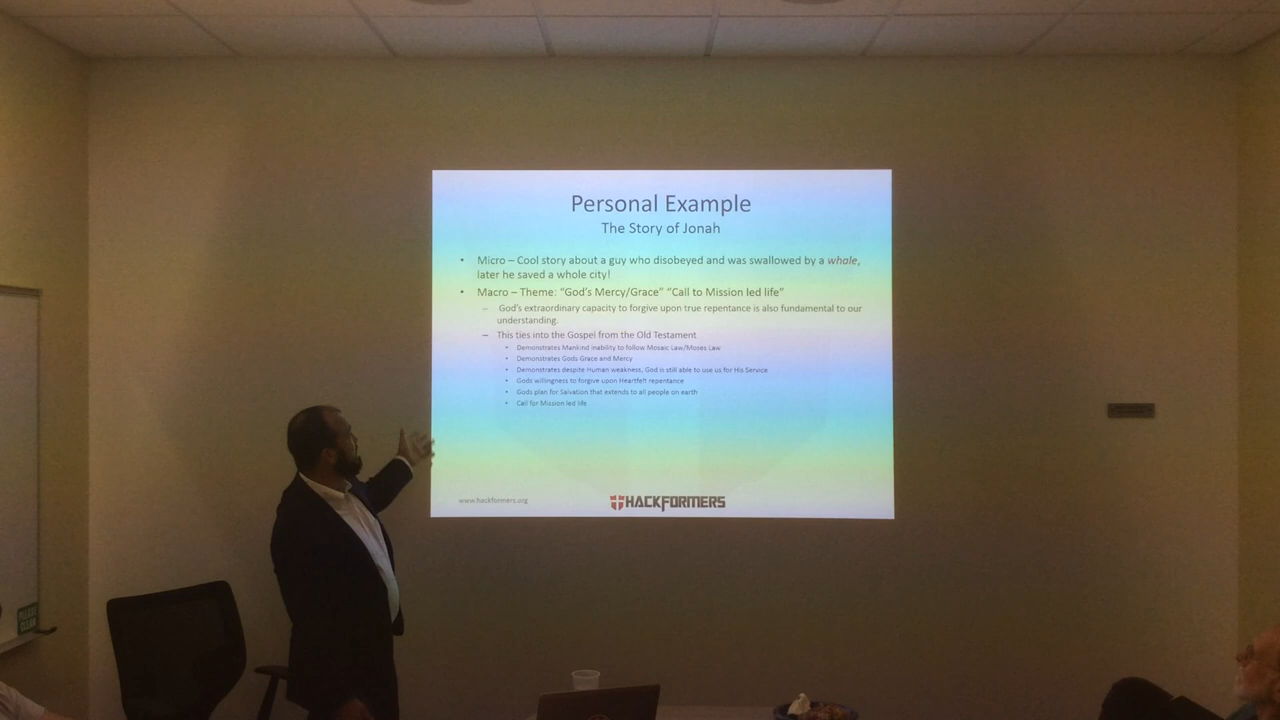 Personal Example
The Story of Jonah
• Micro – Cool story about a guy who disobeyed and was swallowed by a whale,
later he saved a whole city!
• Macro – Theme: “God’s Mercy/Grace” “Call to Mission led life”
– God’s extraordinary capacity to forgive upon true repentance is also fundamental to our
understanding.
– This ties into the Gospel from the Old Testament
• Demonstrates Mankind inability to follow Mosaic Law/Moses Law
• Demonstrates Gods Grace and Mercy
• Demonstrates despite Human weakness, God is still able to use us for His Service
• Gods willingness to forgive upon Heartfelt repentance
• Gods plan for Salvation that extends to all people on earth
• Call for Mission led life
www.hackformers.org
HACKFORMERS
PLEASE
CLEAN